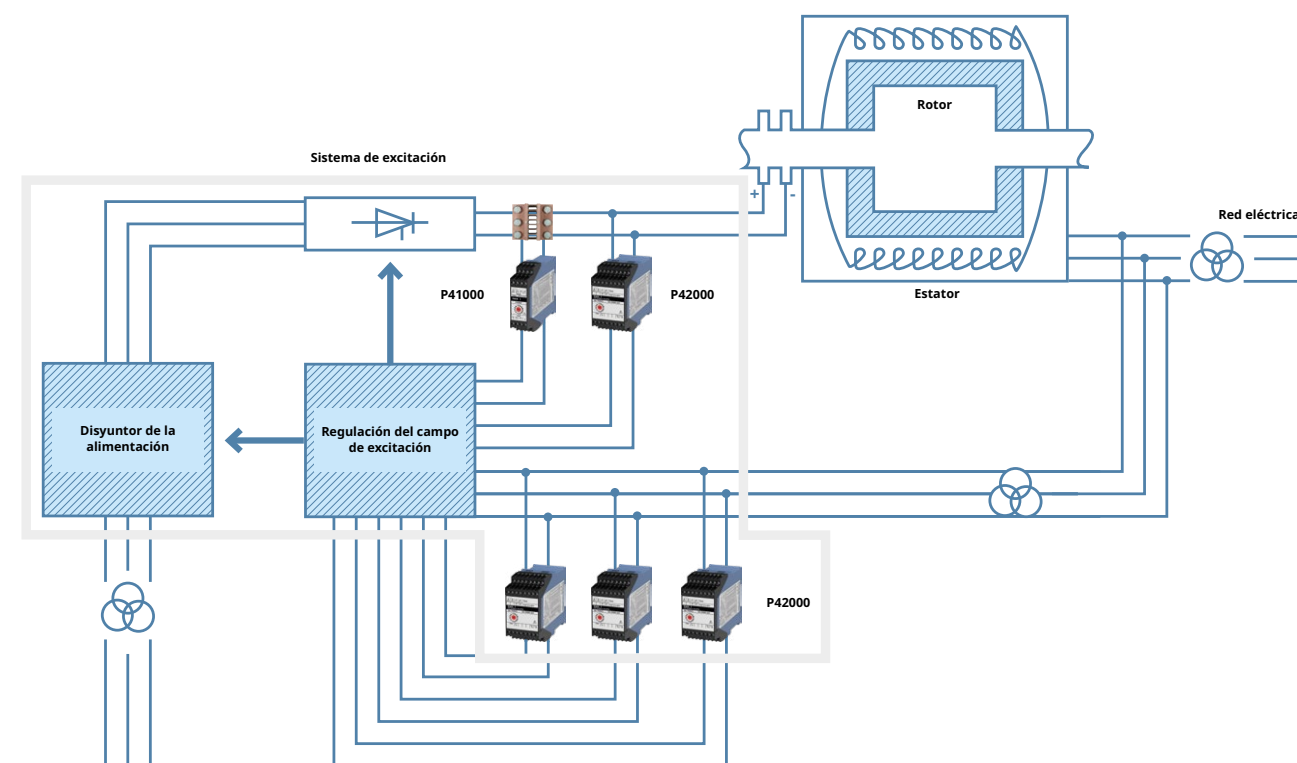 Rotor
Sistema de excitación
+ -
Red eléctrica
P41000
P42000
Estator
Disyuntor de la
alimentación
Regulación del campo
de excitación
P42000